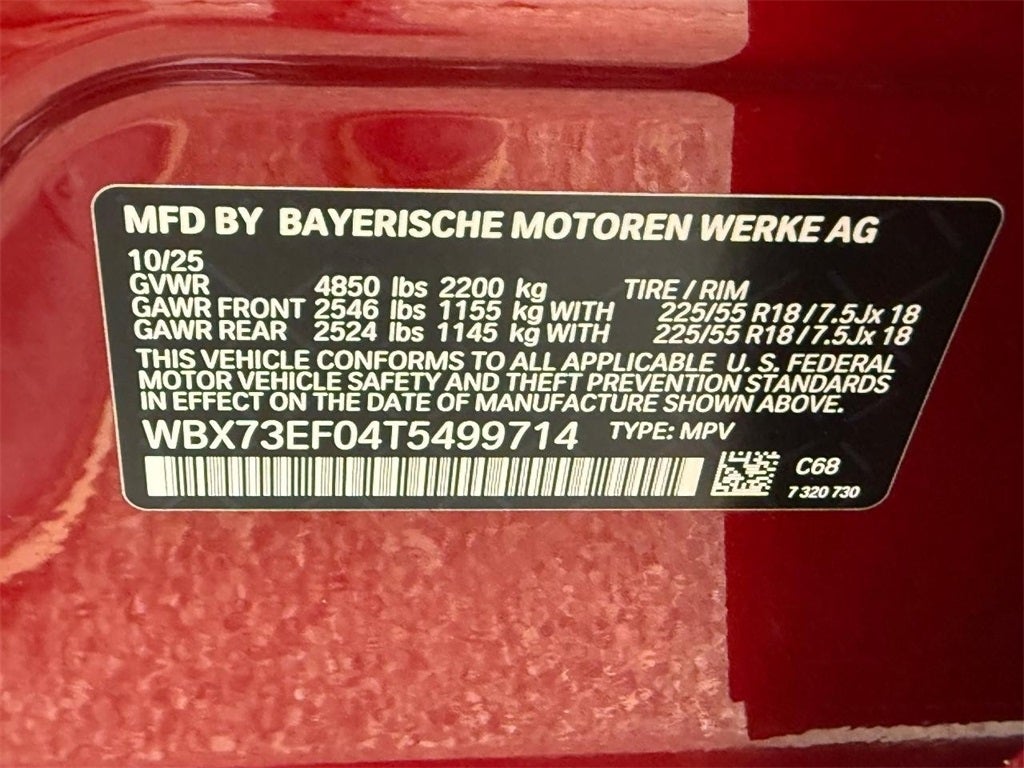 MFD BY BAYERISCHE MOTOREN WERKE AG
10/25
GVWR 4850 lbs 2200 kg TIRE / RIM
GAWR FRONT 2546 lbs 1155 kg WITH 225/55 R18 / 7.5Jx 18
GAWR REAR 2524 lbs 1145 kg WITH 225/55 R18 / 7.5Jx 18
THIS VEHICLE CONFORMS TO ALL APPLICABLE U. S. FEDERAL
MOTOR VEHICLE SAFETY AND THEFT PREVENTION STANDARDS
IN EFFECT ON THE DATE OF MANUFACTURE SHOWN ABOVE.
WBX73EF04T5499714 TYPE: MPV
C68
7 320 730